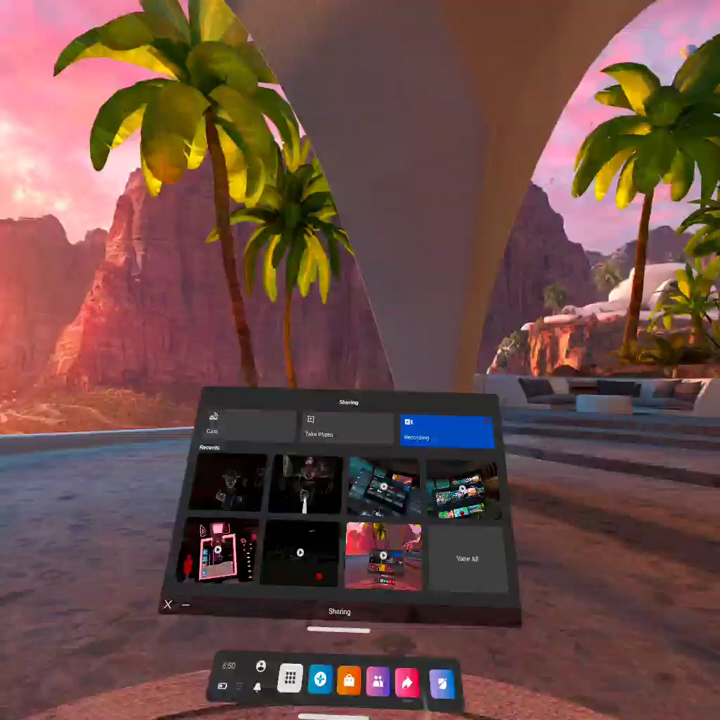 Sharing
Cast
Take Photo
Recording
Recents
View All
Sharing
6:50